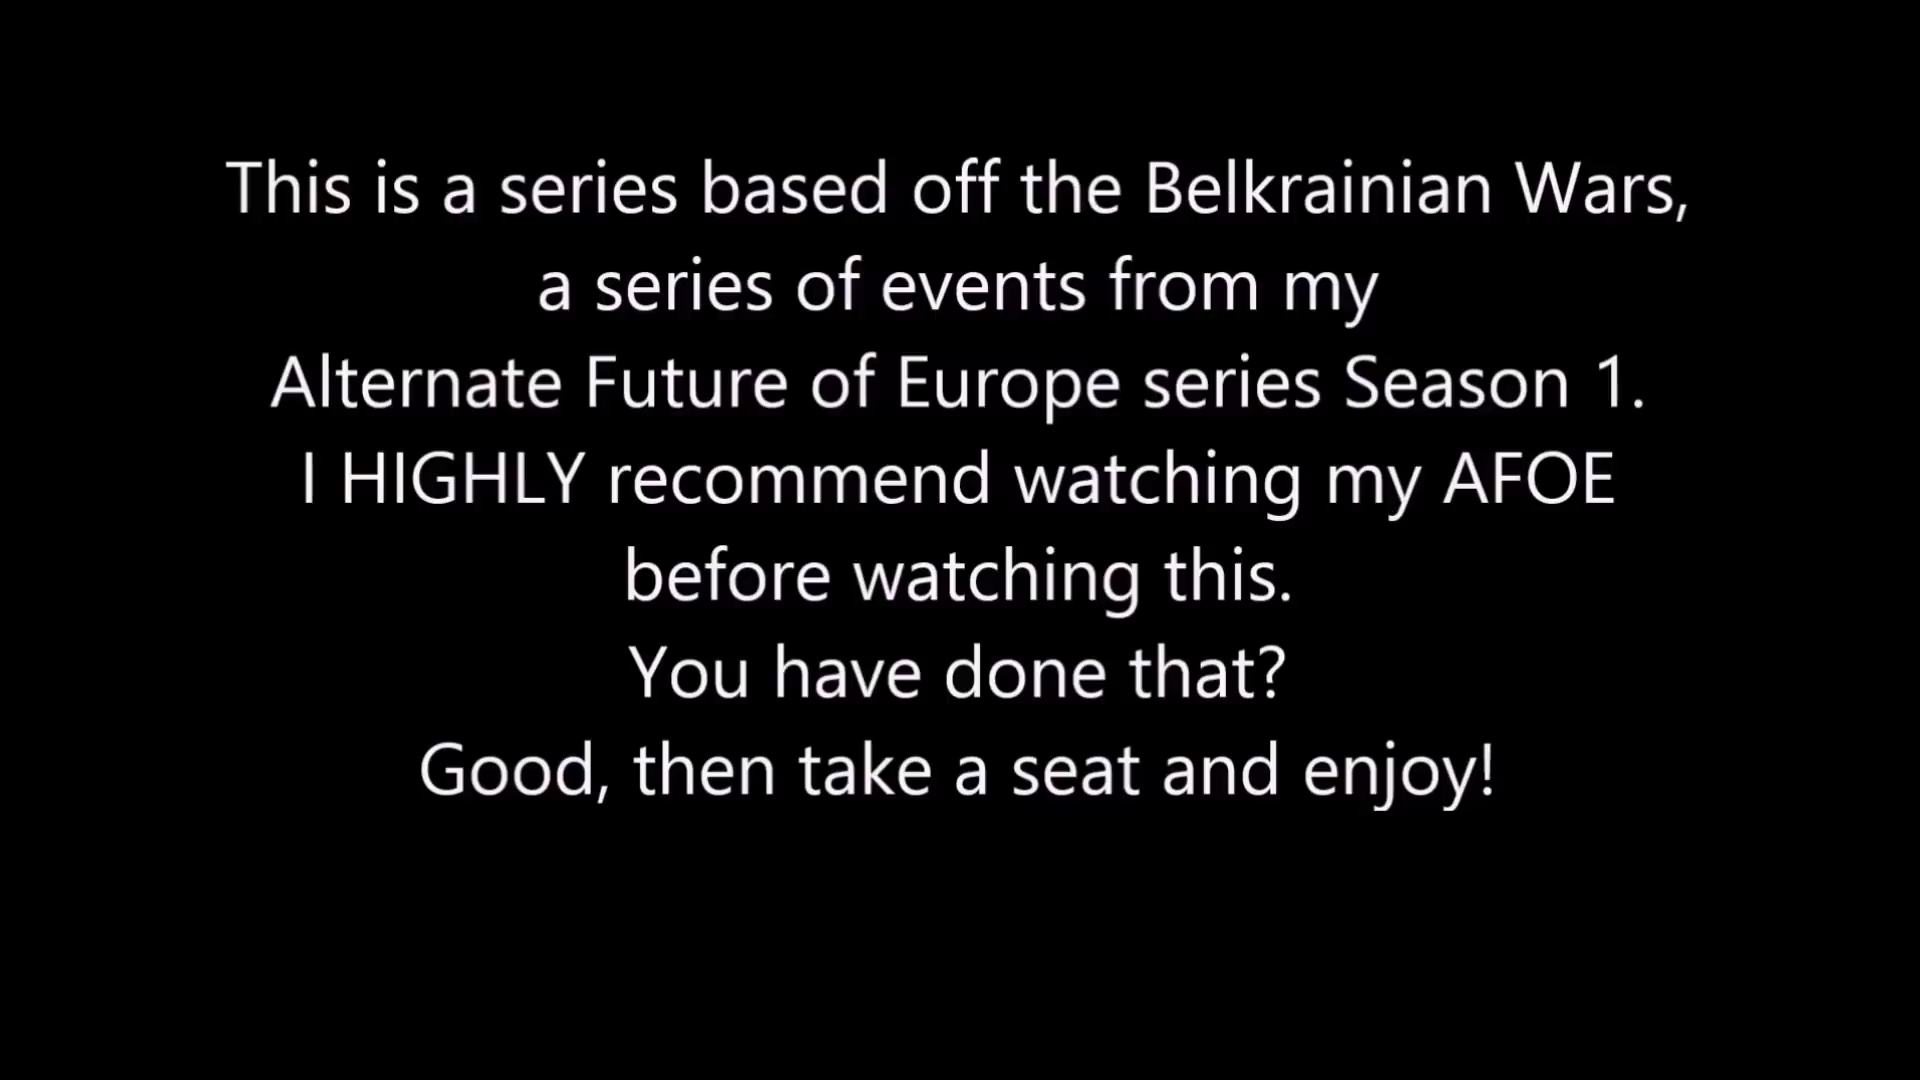 This is a series based off the Belkrainian Wars,
a series of events from my
Alternate Future of Europe series Season 1.
I HIGHLY recommend watching my AFOE
before watching this.
You have done that?
Good, then take a seat and enjoy!